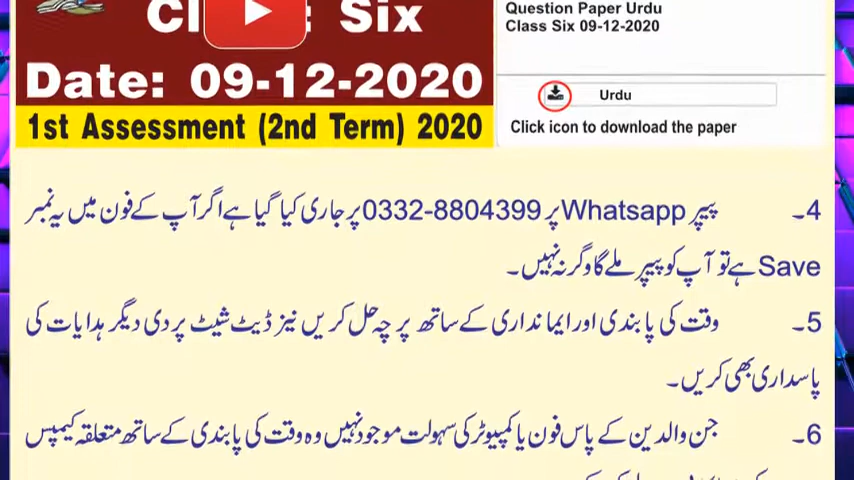 Cl : Six
Date: 09-12-2020
1st Assessment (2nd Term) 2020
Question Paper Urdu
Class Six 09-12-2020
Urdu
Click icon to download the paper
4۔ پیپر Whatsapp پر 0332-8804399 پر جاری کیا گیا ہے اگر آپ کے فون میں یہ نمبر
Save ہے تو آپ کو پیپر ملے گا وگرنہ نہیں۔
5۔ وقت کی پابندی اور ایمانداری کے ساتھ پرچہ حل کریں نیز ڈیٹ شیٹ پر دی دیگر ہدایات کی
پاسداری بھی کریں۔
6۔ جن والدین کے پاس فون یا کمپیوٹر کی سہولت موجود نہیں وہ وقت کی پابندی کے ساتھ متعلقہ کیمپس